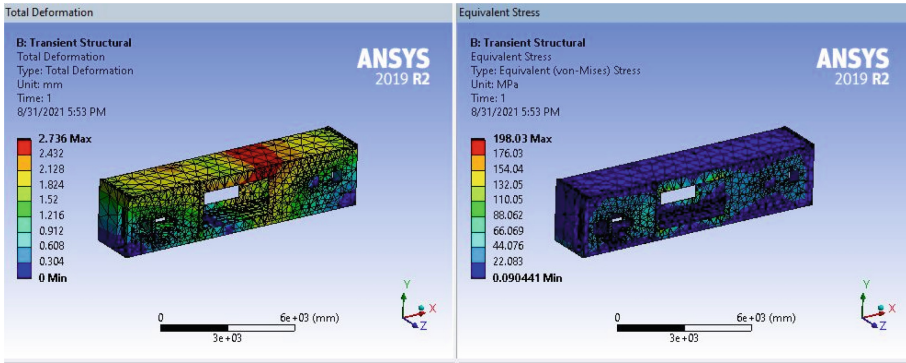 Total Deformation
B: Transient Structural
Total Deformation
Type: Total Deformation
Unit: mm
Time: 1
8/31/2021 5:53 PM
ANSYS
2019 R2
2.736 Max
2.432
2.128
1.824
1.52
1.216
0.912
0.608
0.304
0 Min
0
6e+03 (mm)
3e+03
Y
X
Z
Equivalent Stress
B: Transient Structural
Equivalent Stress
Type: Equivalent (von-Mises) Stress
Unit: MPa
Time: 1
8/31/2021 5:53 PM
ANSYS
2019 R2
198.03 Max
176.03
154.04
132.05
110.05
88.062
66.069
44.076
22.083
0.090441 Min
0
6e+03 (mm)
3e+03
Y
X
Z